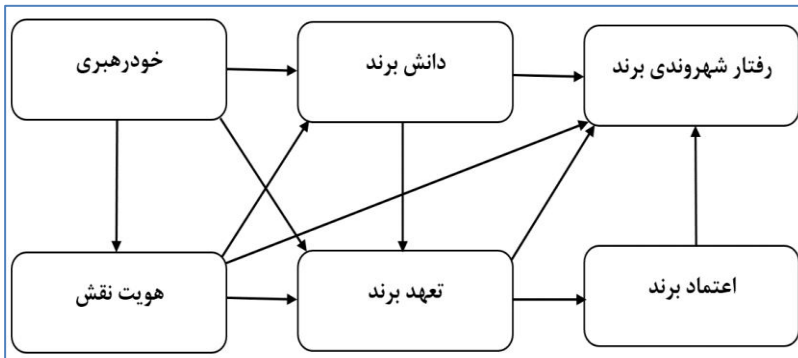 خودرهبری
دانش برند
رفتار شهروندی برند
هویت نقش
تعهد برند
اعتماد برند